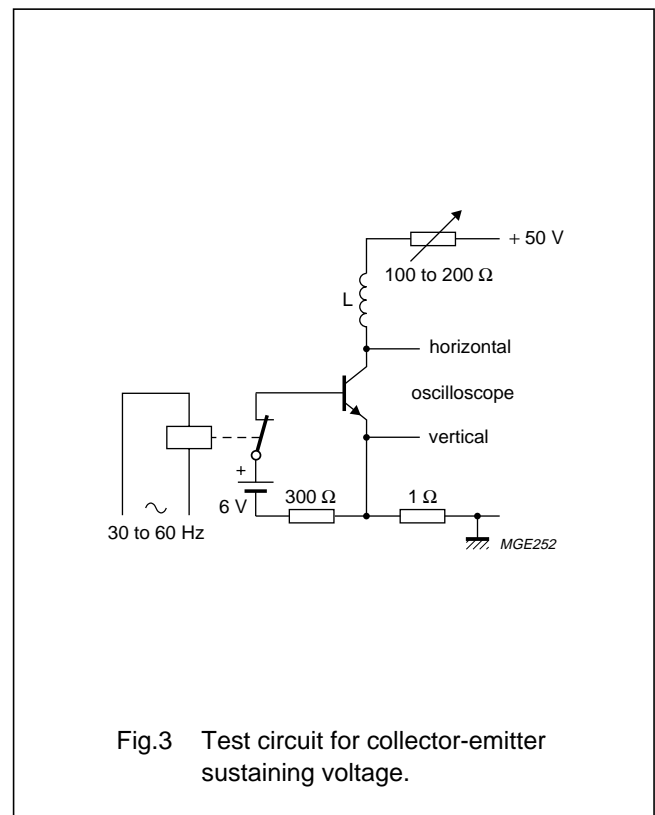 + 50 V
100 to 200 Ω
L
horizontal
oscilloscope
vertical
+
6 V
300 Ω
1 Ω
30 to 60 Hz
MGE252
Fig.3 Test circuit for collector-emitter
sustaining voltage.